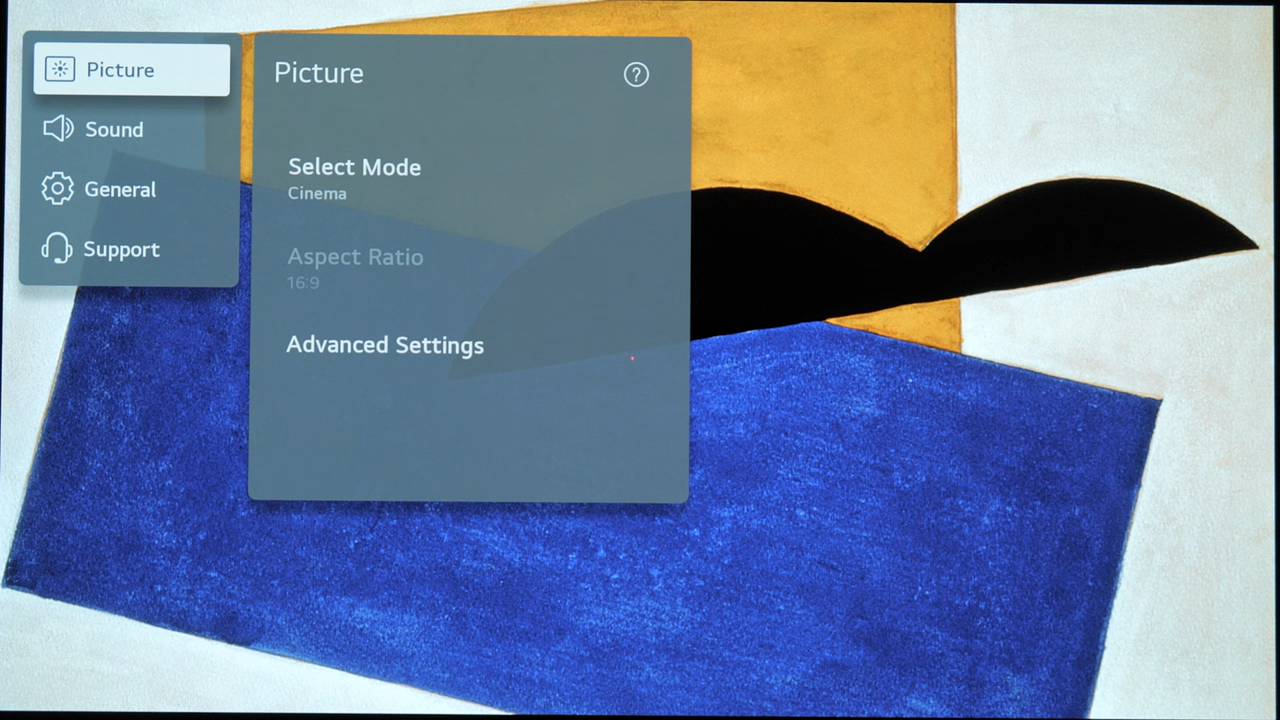 Picture
Sound
General
Support
Picture
?
Select Mode
Cinema
Aspect Ratio
16:9
Advanced Settings